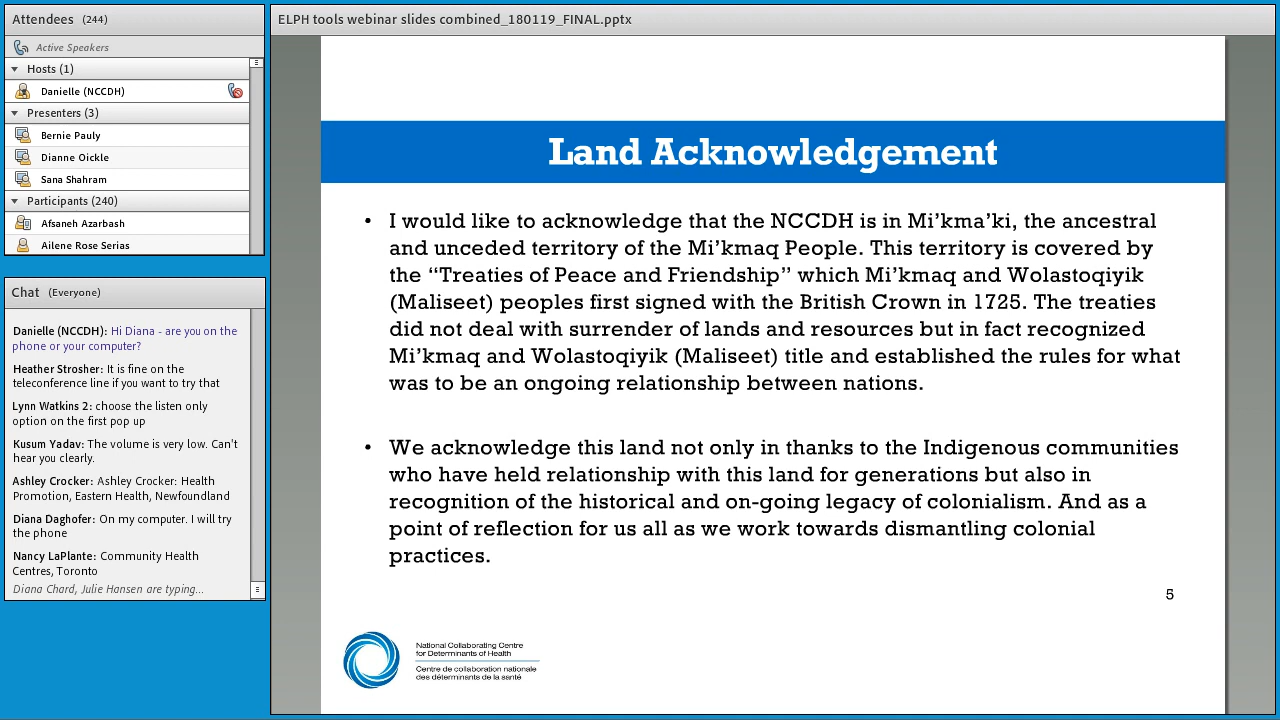 Attendees (244)
Active Speakers
Hosts (1)
Danielle (NCCDH)
Presenters (3)
Bernie Pauly
Dianne Oickle
Sana Shahram
Participants (240)
Afsaneh Azarbash
Ailene Rose Serias
Chat (Everyone)
Danielle (NCCDH): Hi Diana - are you on the
phone or your computer?
Heather Strosher: It is fine on the
teleconference line if you want to try that
Lynn Watkins 2: choose the listen only
option on the first pop up
Kusum Yadav: The volume is very low. Can't
hear you clearly.
Ashley Crocker: Ashley Crocker: Health
Promotion, Eastern Health, Newfoundland
Diana Daghofer: On my computer. I will try
the phone
Nancy LaPlante: Community Health
Centres, Toronto
Diana Chard, Julie Hansen are typing...
ELPH tools webinar slides combined_180119_FINAL.pptx
Land Acknowledgement
• I would like to acknowledge that the NCCDH is in Mi’kma’ki, the ancestral
and unceded territory of the Mi’kmaq People. This territory is covered by
the “Treaties of Peace and Friendship” which Mi’kmaq and Wolastoqiyik
(Maliseet) peoples first signed with the British Crown in 1725. The treaties
did not deal with surrender of lands and resources but in fact recognized
Mi’kmaq and Wolastoqiyik (Maliseet) title and established the rules for what
was to be an ongoing relationship between nations.
• We acknowledge this land not only in thanks to the Indigenous communities
who have held relationship with this land for generations but also in
recognition of the historical and on-going legacy of colonialism. And as a
point of reflection for us all as we work towards dismantling colonial
practices.
5
National Collaborating Centre
for Determinants of Health
Centre de collaboration nationale
des déterminants de la santé